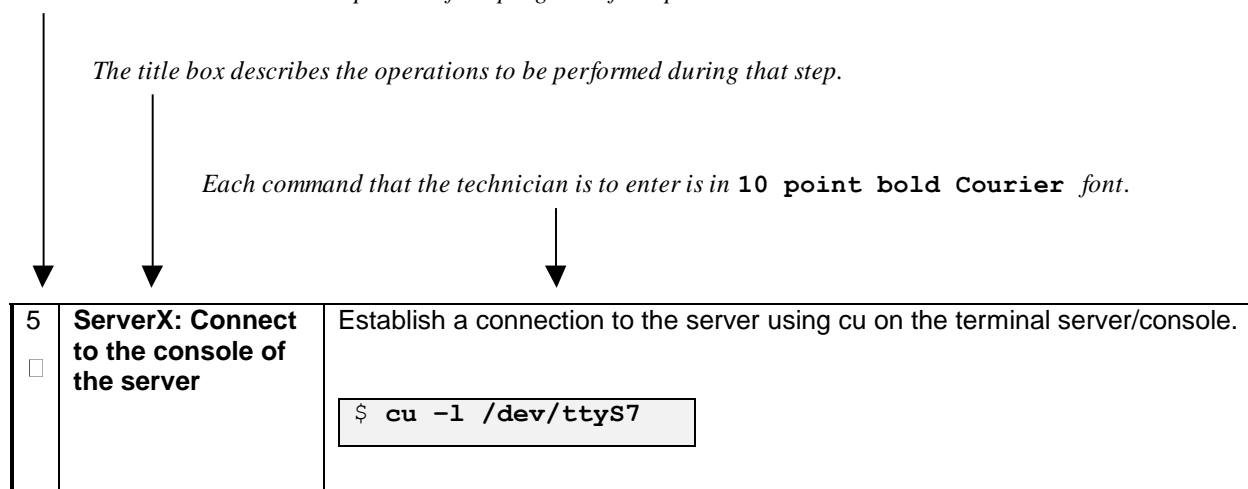 The title box describes the operations to be performed during that step.
Each command that the technician is to enter is in 10 point bold Courier font.
5 ServerX: Connect to the console of the server
Establish a connection to the server using cu on the terminal server/console.
$ cu –l /dev/ttyS7